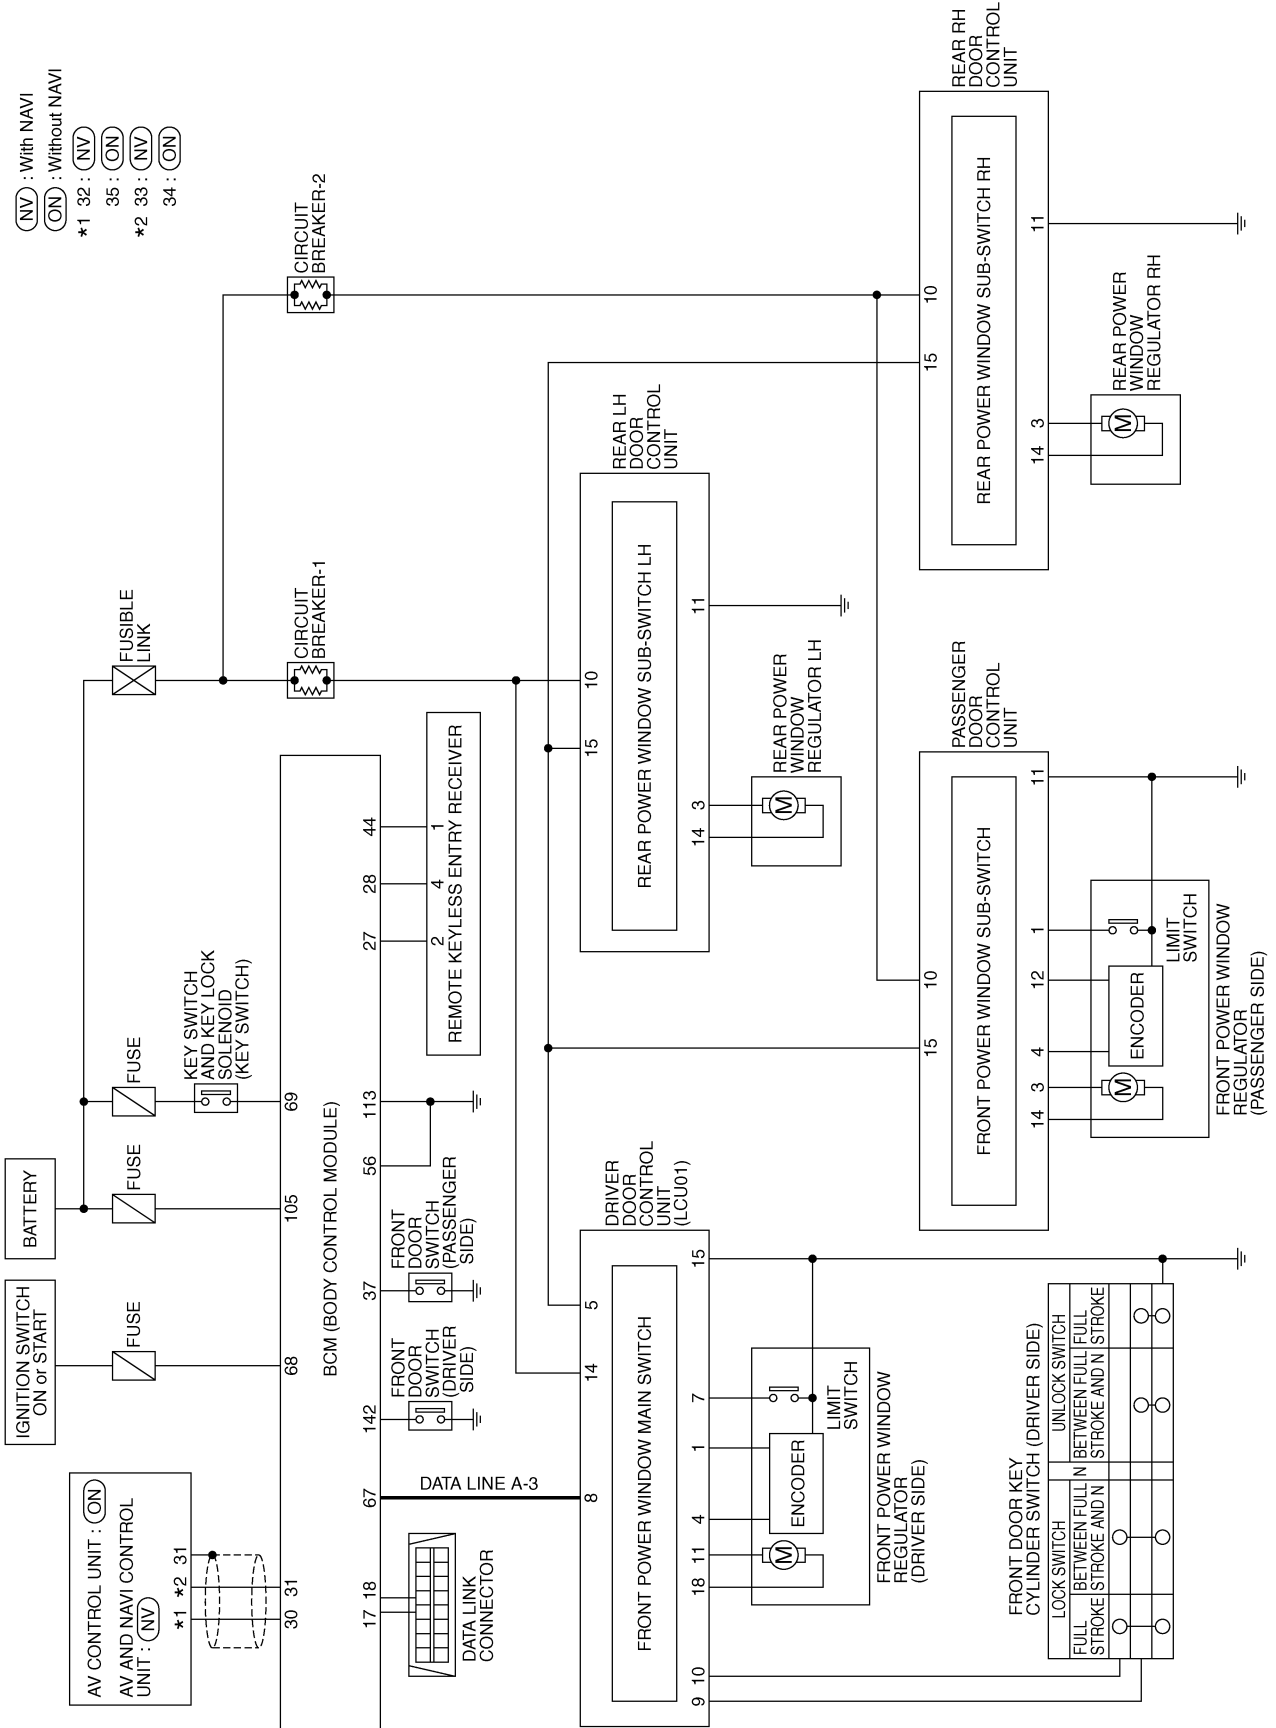 NV : With NAVI
ON : Without NAVI
*1 32 : NV
35 : ON
*2 33 : NV
34 : ON
BATTERY
IGNITION SWITCH
ON or START
AV CONTROL UNIT : ON
AV AND NAVI CONTROL
UNIT : NV
*1 *2 31
FUSE
FUSE
FUSE
KEY SWITCH
AND KEY LOCK
SOLENOID
(KEY SWITCH)
FUSIBLE
LINK
CIRCUIT
BREAKER-1
CIRCUIT
BREAKER-2
30 31 68 105 69
BCM (BODY CONTROL MODULE)
17 18 67 142 37 56 113 27 28 44
DATA LINK
CONNECTOR
DATA LINE A-3
FRONT
DOOR
SWITCH
(DRIVER
SIDE)
FRONT
DOOR
SWITCH
(PASSENGER
SIDE)
2 4 1
REMOTE KEYLESS ENTRY RECEIVER
DRIVER
DOOR
CONTROL
UNIT
(LCU01)
8 14 5
FRONT POWER WINDOW MAIN SWITCH
9 10 18 11 4 1 7 15
M
ENCODER
LIMIT
SWITCH
FRONT POWER WINDOW
REGULATOR
(DRIVER SIDE)
REAR LH
DOOR
CONTROL
UNIT
15 10
REAR POWER WINDOW SUB-SWITCH LH
14 3 11
M
REAR POWER
WINDOW
REGULATOR LH
FRONT DOOR KEY
CYLINDER SWITCH (DRIVER SIDE)
LOCK SWITCH N UNLOCK SWITCH
FULL
STROKE
BETWEEN FULL
STROKE AND N
BETWEEN FULL
STROKE AND N
FULL
STROKE
PASSENGER
DOOR
CONTROL
UNIT
15 10
FRONT POWER WINDOW SUB-SWITCH
14 3 4 12 1 11
M
ENCODER
LIMIT
SWITCH
FRONT POWER WINDOW
REGULATOR
(PASSENGER SIDE)
REAR RH
DOOR
CONTROL
UNIT
15 10
REAR POWER WINDOW SUB-SWITCH RH
14 3 11
M
REAR POWER
WINDOW
REGULATOR RH